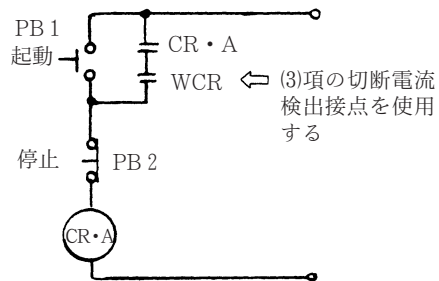 PB 1
起動
CR・A
WCR ⇦ (3)項の切断電流
検出接点を使用
する
停止
PB 2
CR・A